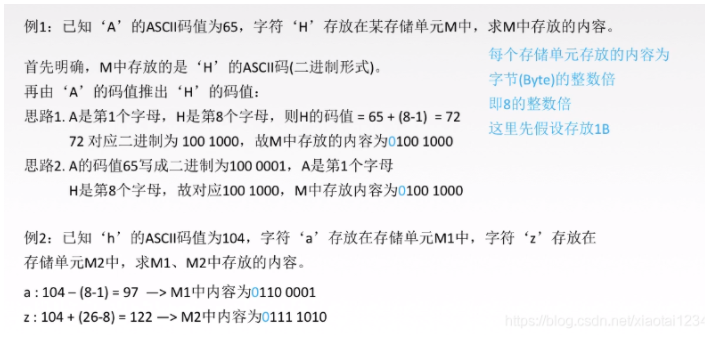 例1：已知‘A’的ASCII码值为65，字符‘H’存放在某存储单元M中，求M中存放的内容。
首先明确，M中存放的是‘H’的ASCII码(二进制形式)。
再由‘A’的码值推出‘H’的码值：
思路1. A是第1个字母，H是第8个字母，则H的码值 = 65 + (8-1) = 72
72 对应二进制为 100 1000，故M中存放的内容为0100 1000
思路2. A的码值65写成二进制为100 0001，A是第1个字母
H是第8个字母，故对应100 1000，M中存放内容为0100 1000
每个存储单元存放的内容为
字节(Byte)的整数倍
即8的整数倍
这里先假设存放1B
例2：已知‘h’的ASCII码值为104，字符‘a’存放在存储单元M1中，字符‘z’存放在
存储单元M2中，求M1、M2中存放的内容。
a : 104 – (8-1) = 97 —> M1中内容为0110 0001
z : 104 + (26-8) = 122 —> M2中内容为0111 1010
https://blog.csdn.net/xiaotai1234